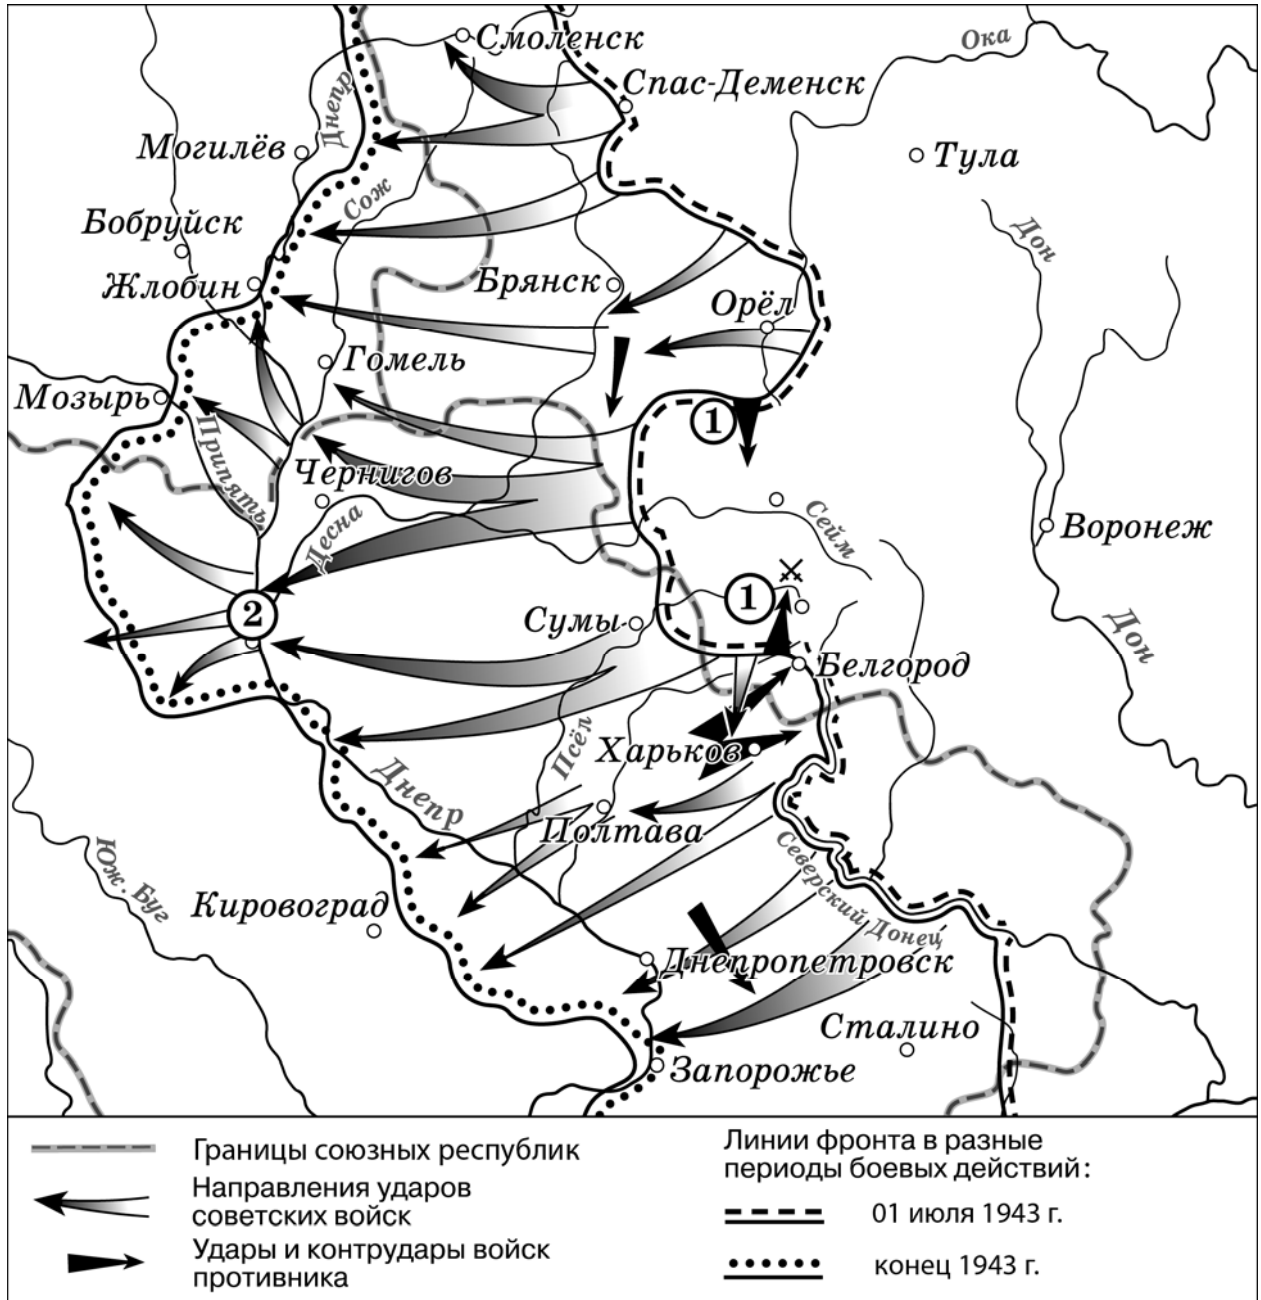 Смоленск
Ока
Спас-Деменск
Днепр
Могилёв
Тула
Сож
Бобруйск
Дон
Жлобин
Брянск
Орёл
Гомель
Мозырь
1
Припять
Чернигов
Десна
Сейм
Воронеж
1
2
Сумы
Дон
Белгород
Псёл
Харьков
Днепр
Полтава
Северский Донец
Юж. Буг
Кировоград
Днепропетровск
Сталино
Запорожье
Границы союзных республик
Направления ударов
советских войск
Удары и контрудары войск
противника
Линии фронта в разные
периоды боевых действий:
01 июля 1943 г.
конец 1943 г.